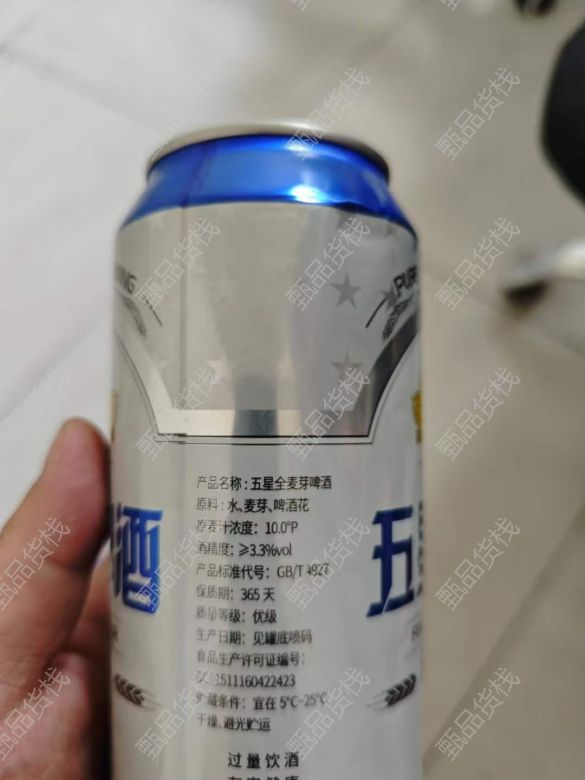 产品名称：五星全麦芽啤酒
原料：水、麦芽、啤酒花
原麦汁浓度：10.0°P
酒精度：≥3.3%vol
产品标准代号：GB/T 4927
保质期：365 天
质量等级：优级
生产日期：见罐底喷码
食品生产许可证编号：
1511160422423
贮藏条件：宜在 5℃-25℃
干燥、避光贮运
过量饮酒
酒
五
甄品货栈